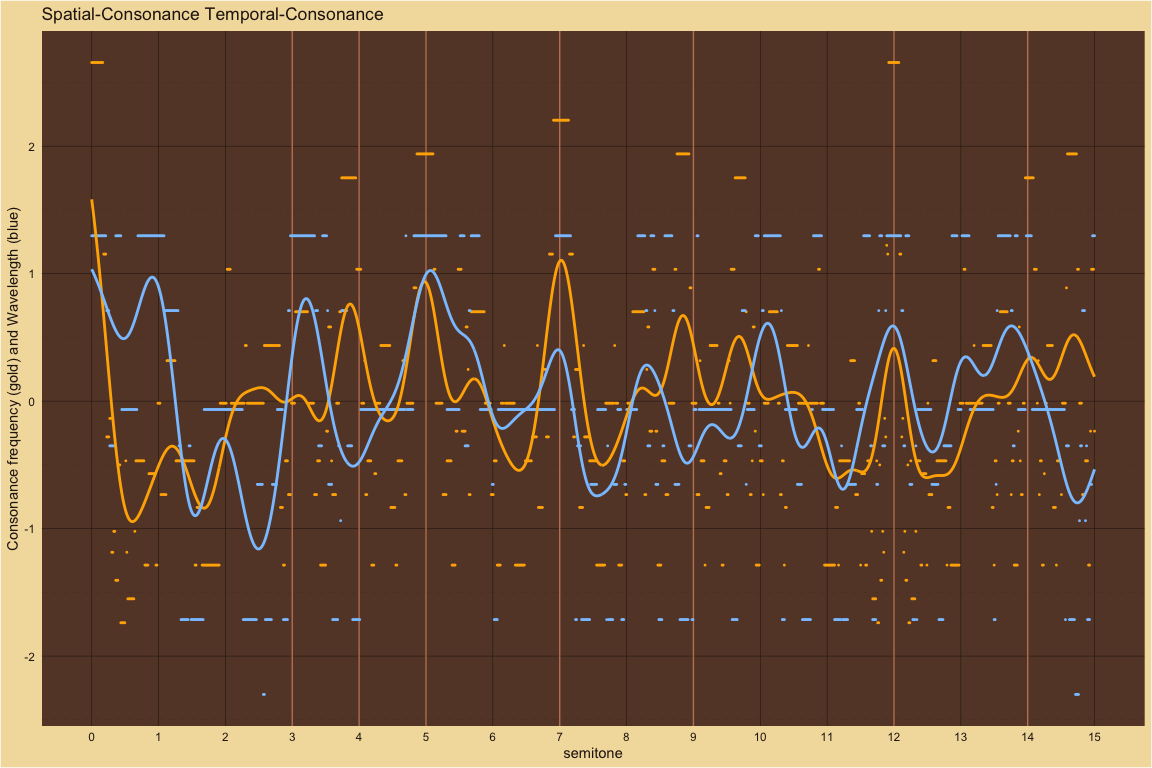 Spatial-Consonance Temporal-Consonance
Consonance frequency (gold) and Wavelength (blue)
2
1
0
-1
-2
0 1 2 3 4 5 6 7 8 9 10 11 12 13 14 15
semitone